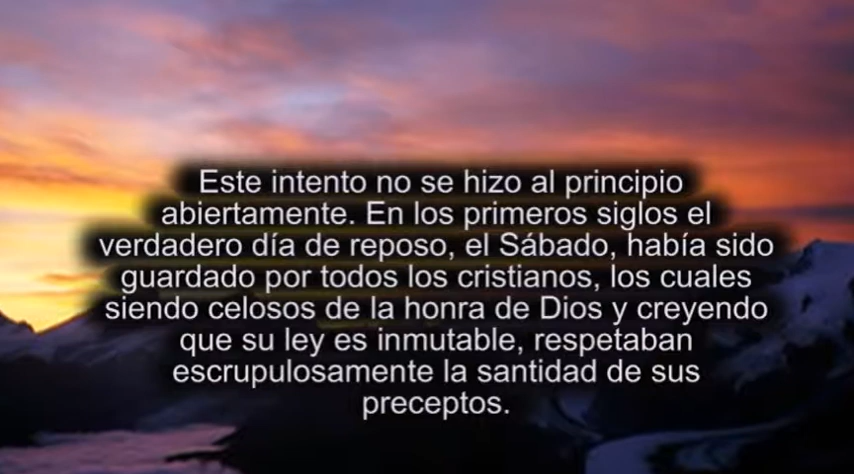 Este intento no se hizo al principio
abiertamente. En los primeros siglos el
verdadero día de reposo, el Sábado, había sido
guardado por todos los cristianos, los cuales
siendo celosos de la honra de Dios y creyendo
que su ley es inmutable, respetaban
escrupulosamente la santidad de sus
preceptos.